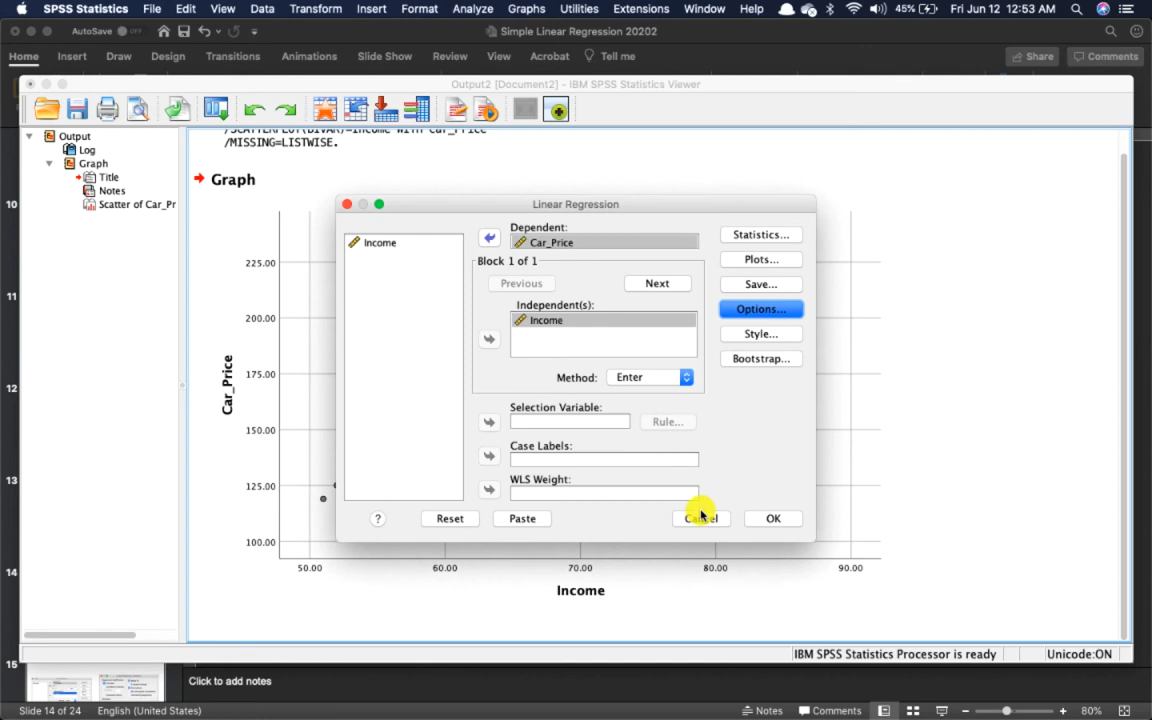 SPSS Statistics File Edit View Data Transform Insert Format Analyze Graphs Utilities Extensions Window Help 45% Fri Jun 12 12:53 AM
AutoSave OFF Simple Linear Regression 20202
Home Insert Draw Design Transitions Animations Slide Show Review View Acrobat Tell me Share Comments
Output2 [Document2] - IBM SPSS Statistics Viewer
Output
Log
Graph
Title
Notes
Scatter of Car_Pr
/SCATTERPLOT(BIVAR)=Income WITH Car_Price
/MISSING=LISTWISE.
Graph
Car_Price
225.00
200.00
175.00
150.00
125.00
100.00
50.00 60.00 70.00 80.00 90.00
Income
Linear Regression
Income
Dependent:
Car_Price
Block 1 of 1
Previous Next
Independent(s):
Income
Method: Enter
Selection Variable:
Rule...
Case Labels:
WLS Weight:
Statistics...
Plots...
Save...
Options...
Style...
Bootstrap...
? Reset Paste Cancel OK
10
11
12
13
14
15
IBM SPSS Statistics Processor is ready Unicode:ON
Click to add notes
Slide 14 of 24 English (United States) Notes Comments 80%